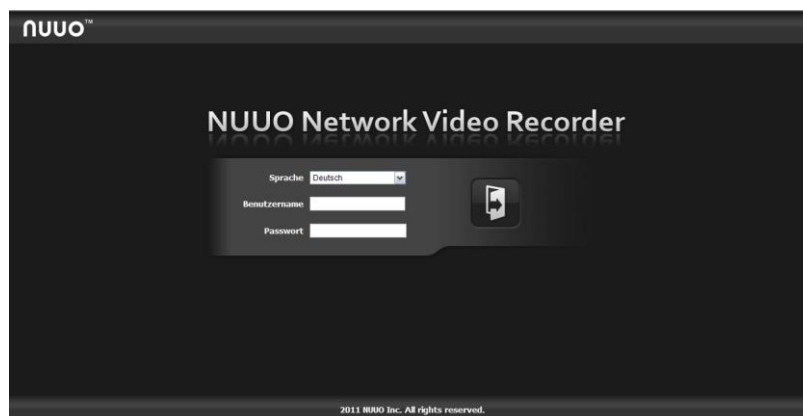 nuuo™
NUUO Network Video Recorder
Sprache Deutsch
Benutzername
Passwort
2011 NUUO Inc. All rights reserved.